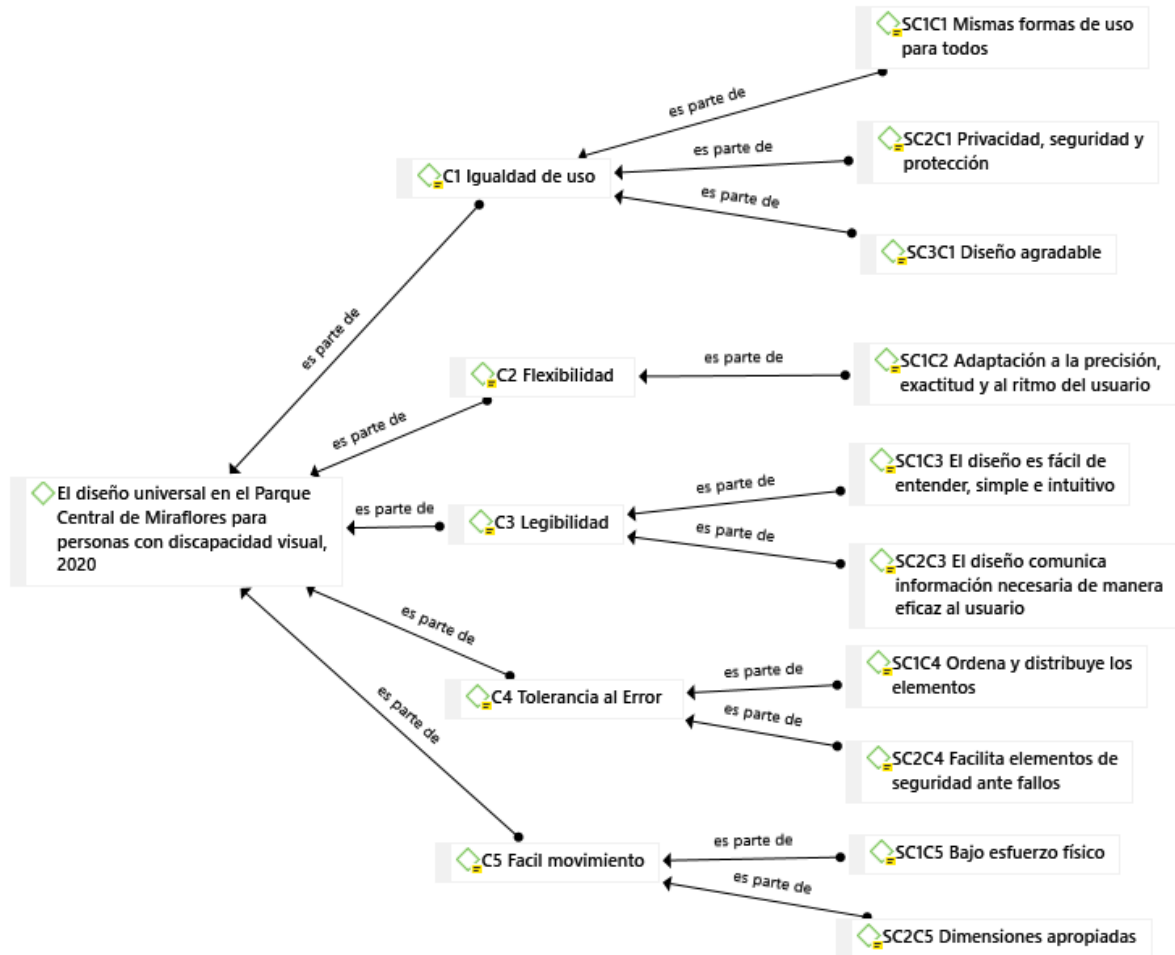 SC1C1 Mismas formas de uso
para todos
es parte de
SC2C1 Privacidad, seguridad y
protección
es parte de
C1 Igualdad de uso
es parte de
SC3C1 Diseño agradable
es parte de
SC1C2 Adaptación a la precisión,
exactitud y al ritmo del usuario
es parte de
C2 Flexibilidad
es parte de
SC1C3 El diseño es fácil de
entender, simple e intuitivo
es parte de
El diseño universal en el Parque
Central de Miraflores para
personas con discapacidad visual,
2020
es parte de
C3 Legibilidad
es parte de
SC2C3 El diseño comunica
información necesaria de manera
eficaz al usuario
es parte de
SC1C4 Ordena y distribuye los
elementos
es parte de
C4 Tolerancia al Error
es parte de
es parte de
SC2C4 Facilita elementos de
seguridad ante fallos
es parte de
SC1C5 Bajo esfuerzo físico
C5 Facil movimiento
es parte de
es parte de
SC2C5 Dimensiones apropiadas